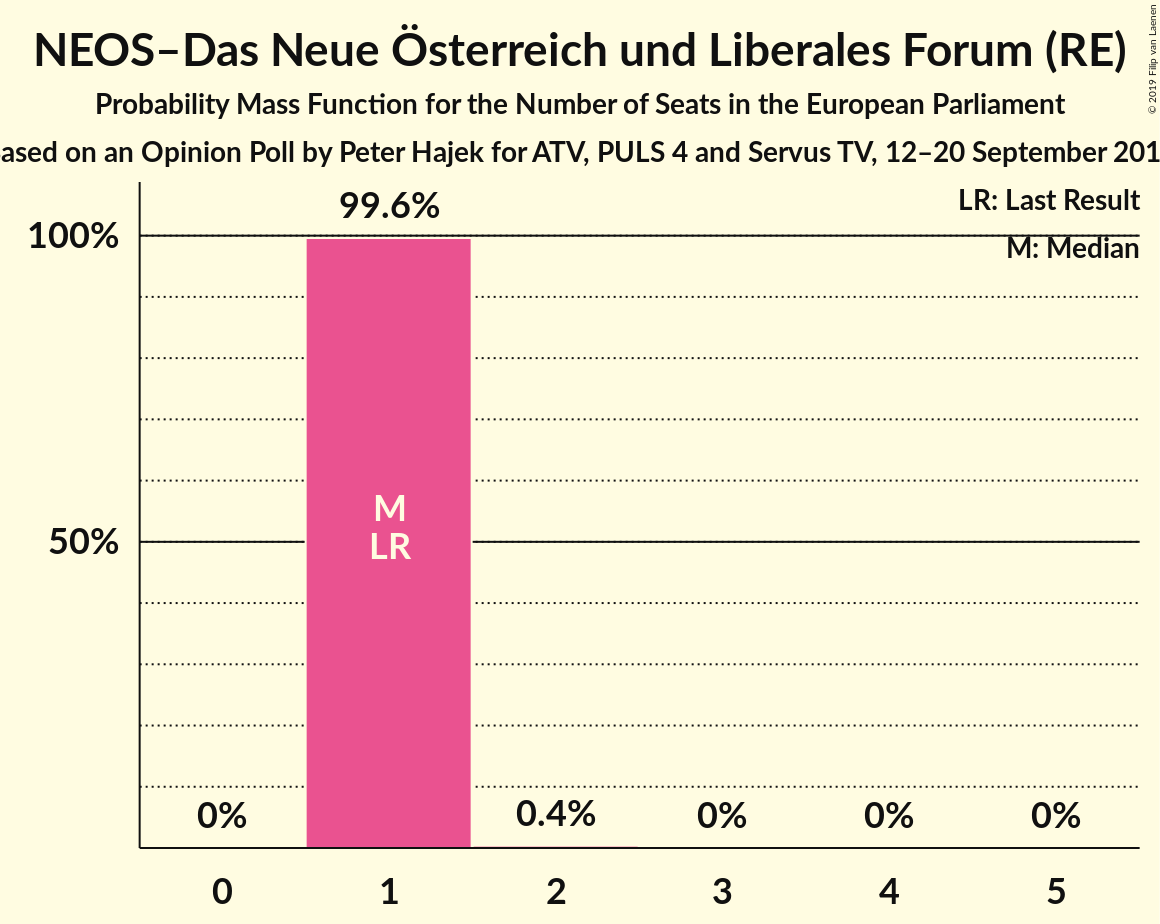 NEOS–Das Neue Österreich und Liberales Forum (RE)
Probability Mass Function for the Number of Seats in the European Parliament
ased on an Opinion Poll by Peter Hajek for ATV, PULS 4 and Servus TV, 12–20 September 201
© 2019 Filip van Laenen
LR: Last Result
M: Median
99.6%
100%
50%
M
LR
0%
0.4%
0%
0%
0%
0
1
2
3
4
5